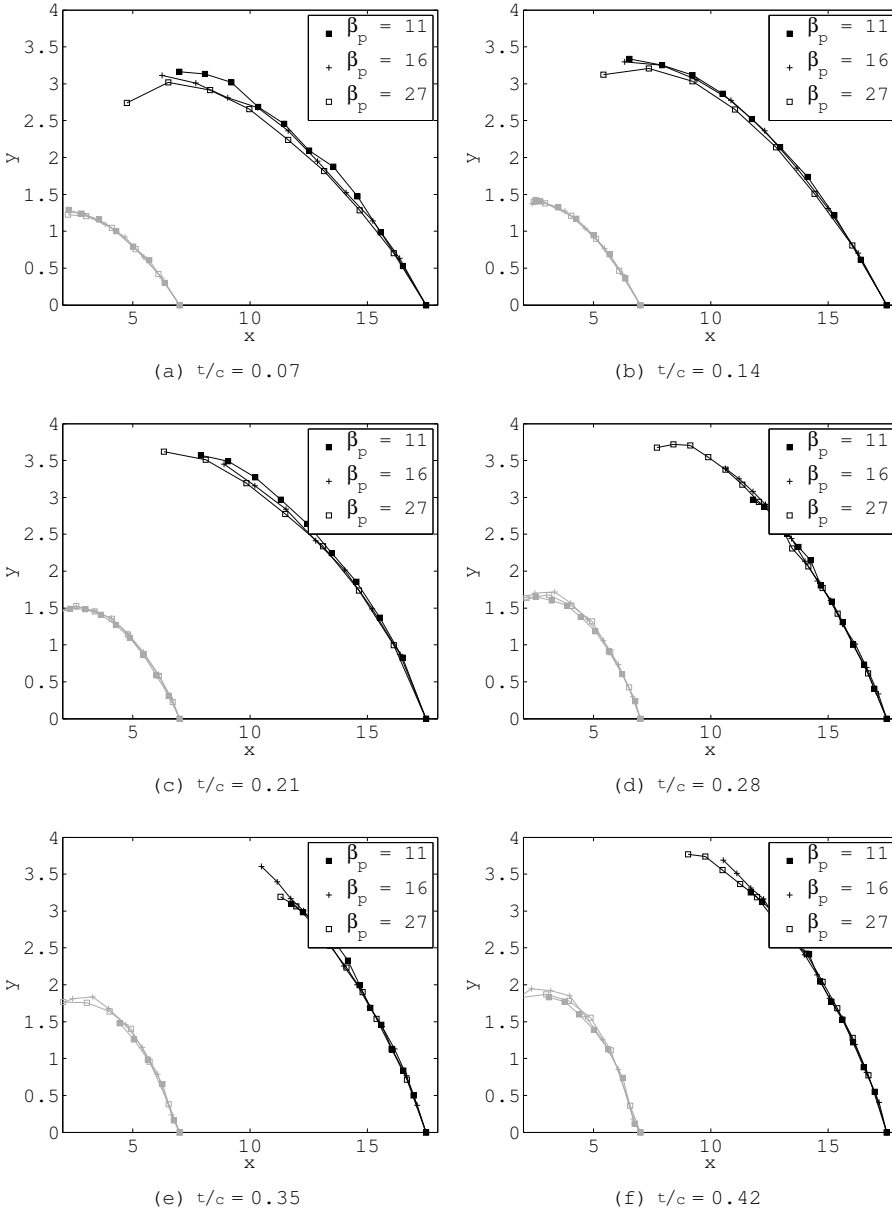 4
3.5
3
2.5
2
1.5
1
0.5
0
y
5 10 15
x
β_p = 11
β_p = 16
β_p = 27
(a) t/c = 0.07
4
3.5
3
2.5
2
1.5
1
0.5
0
y
5 10 15
x
β_p = 11
β_p = 16
β_p = 27
(b) t/c = 0.14
4
3.5
3
2.5
2
1.5
1
0.5
0
y
5 10 15
x
β_p = 11
β_p = 16
β_p = 27
(c) t/c = 0.21
4
3.5
3
2.5
2
1.5
1
0.5
0
y
5 10 15
x
β_p = 11
β_p = 16
β_p = 27
(d) t/c = 0.28
4
3.5
3
2.5
2
1.5
1
0.5
0
y
5 10 15
x
β_p = 11
β_p = 16
β_p = 27
(e) t/c = 0.35
4
3.5
3
2.5
2
1.5
1
0.5
0
y
5 10 15
x
β_p = 11
β_p = 16
β_p = 27
(f) t/c = 0.42